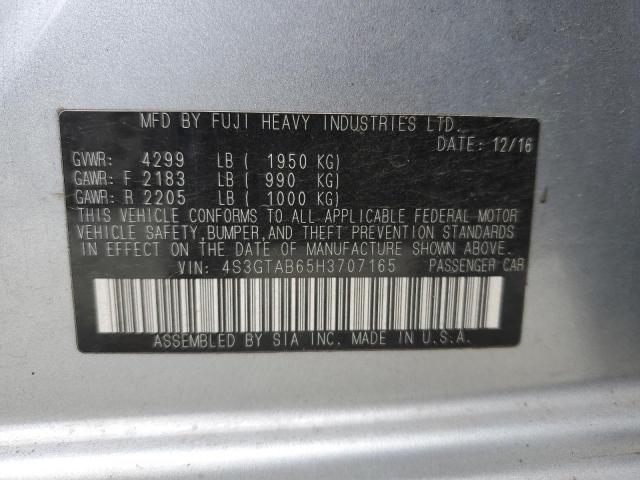 MFD BY FUJI HEAVY INDUSTRIES LTD.
DATE: 12/16
GVWR: 4299 LB ( 1950 KG)
GAWR: F 2183 LB ( 990 KG)
GAWR: R 2205 LB ( 1000 KG)
THIS VEHICLE CONFORMS TO ALL APPLICABLE FEDERAL MOTOR
VEHICLE SAFETY,BUMPER,AND THEFT PREVENTION STANDARDS
IN EFFECT ON THE DATE OF MANUFACTURE SHOWN ABOVE.
VIN: 4S3GTAB65H3707165 PASSENGER CAR
ASSEMBLED BY SIA INC. MADE IN U.S.A.